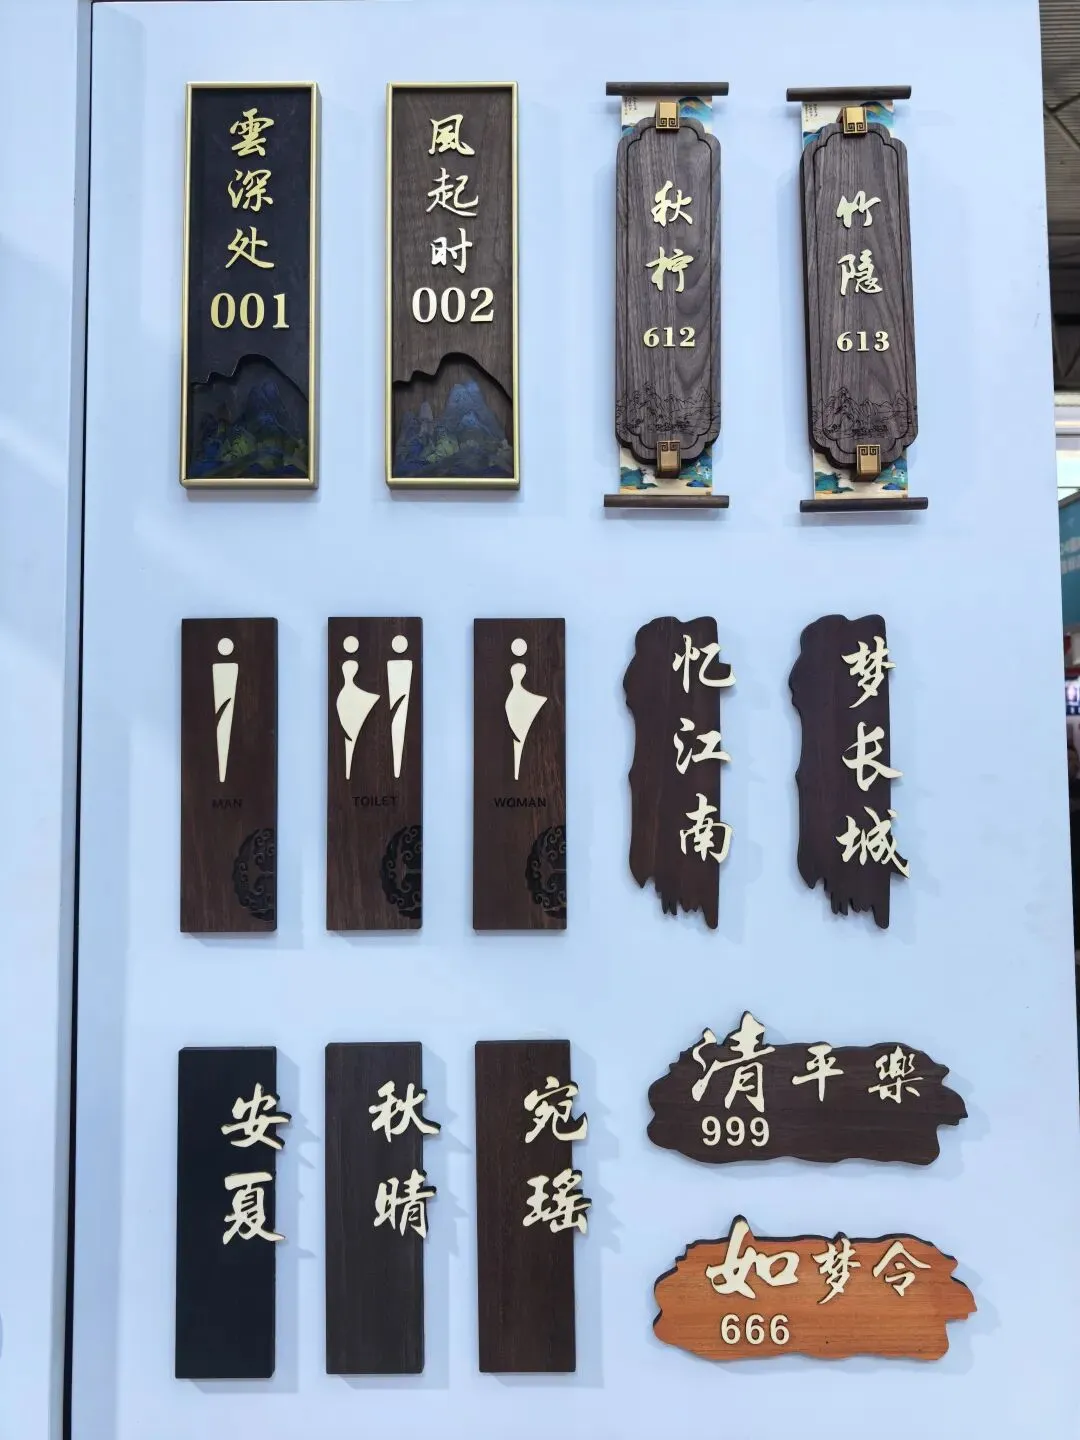 雲深处
001
風起时
002
秋柠
612
竹隠
613
MAN
TOILET
WOMAN
忆江南
梦长城
安夏
秋晴
宛瑶
清平樂
999
如梦令
666